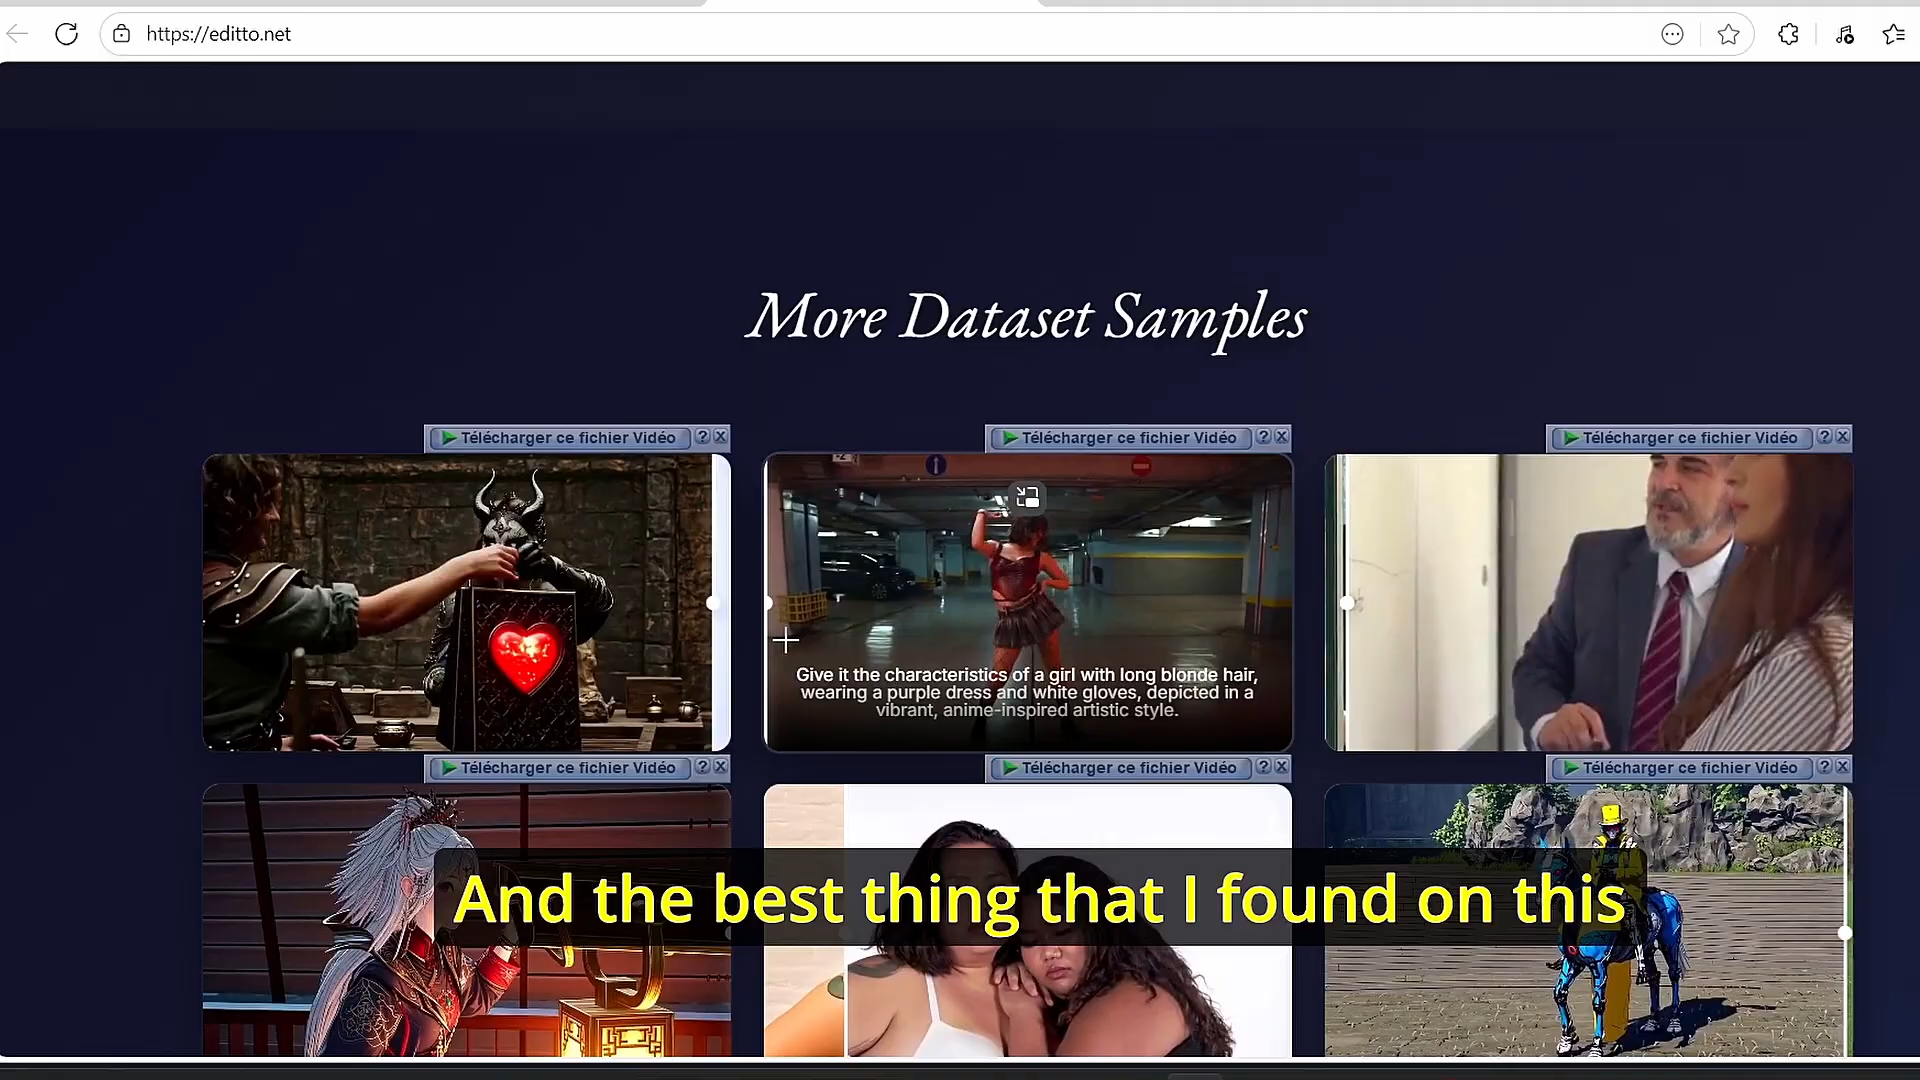 https://editto.net
More Dataset Samples
Télécharger ce fichier Vidéo
Télécharger ce fichier Vidéo
Télécharger ce fichier Vidéo
Give it the characteristics of a girl with long blonde hair,
wearing a purple dress and white gloves, depicted in a
vibrant, anime-inspired artistic style.
Télécharger ce fichier Vidéo
Télécharger ce fichier Vidéo
Télécharger ce fichier Vidéo
And the best thing that I found on this